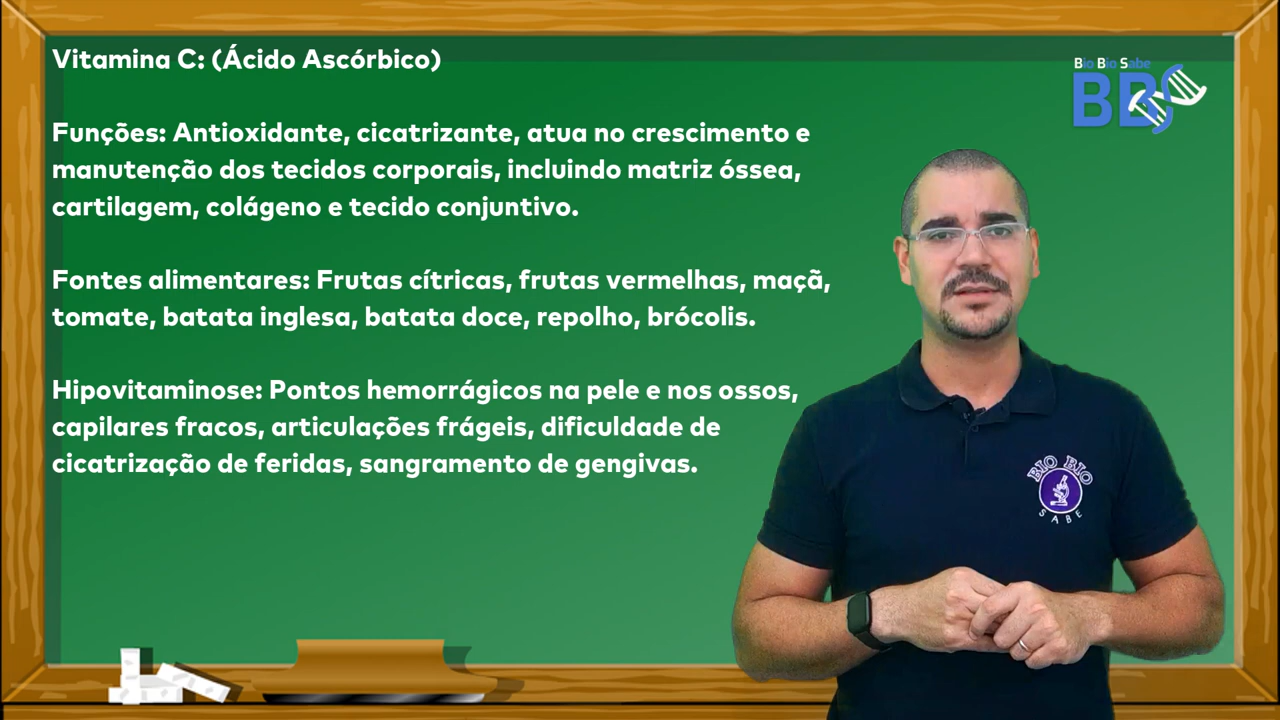 Vitamina C: (Ácido Ascórbico)
Funções: Antioxidante, cicatrizante, atua no crescimento e
manutenção dos tecidos corporais, incluindo matriz óssea,
cartilagem, colágeno e tecido conjuntivo.
Fontes alimentares: Frutas cítricas, frutas vermelhas, maçã,
tomate, batata inglesa, batata doce, repolho, brócolis.
Hipovitaminose: Pontos hemorrágicos na pele e nos ossos,
capilares fracos, articulações frágeis, dificuldade de
cicatrização de feridas, sangramento de gengivas.
Bio Bio Sabe
BBS
BIO BIO
SABE